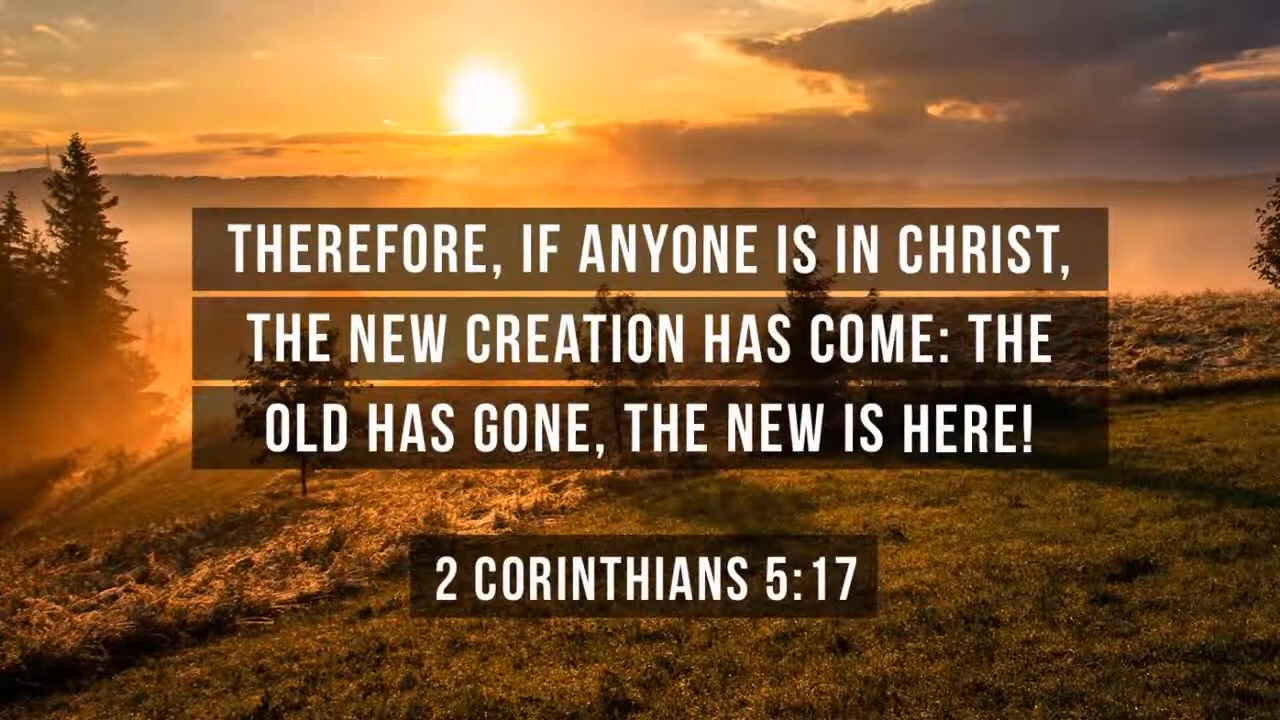 THEREFORE, IF ANYONE IS IN CHRIST,
THE NEW CREATION HAS COME: THE
OLD HAS GONE, THE NEW IS HERE!
2 CORINTHIANS 5:17